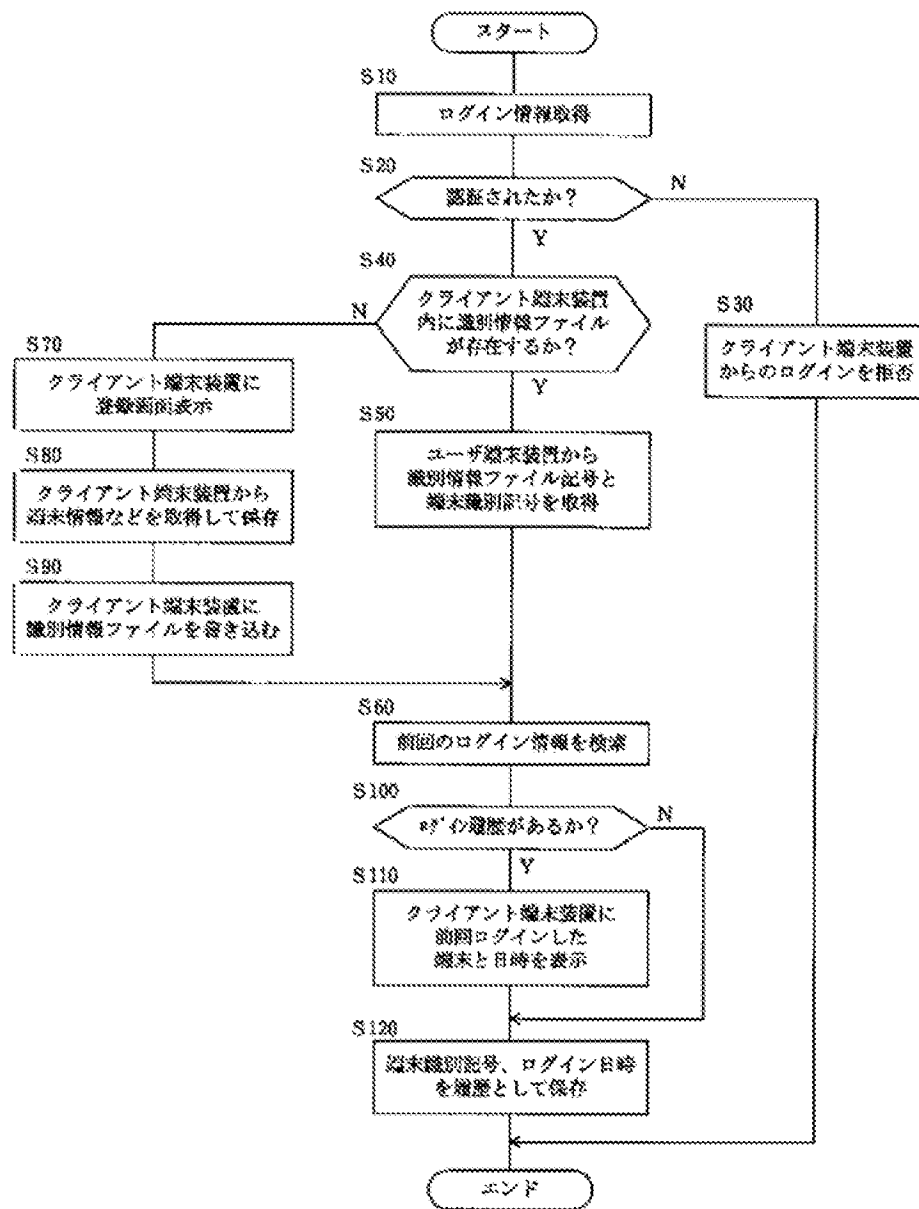 スタート
S10
ログイン情報取得
S20
認証されたか？
N
Y
S40
クライアント端末装置
内に識別情報ファイル
が存在するか？
N
Y
S30
クライアント端末装置
からのログインを拒否
S70
クライアント端末装置に
登録画面表示
S50
ユーザ端末装置から
識別情報ファイル記号と
端末識別記号を取得
S80
クライアント端末装置から
端末情報などを取得して保存
S90
クライアント端末装置に
識別情報ファイルを書き込む
S60
前回のログイン情報を検索
S100
ﾛｸﾞｲﾝ履歴があるか？
N
Y
S110
クライアント端末装置に
前回ログインした
端末と日時を表示
S120
端末識別記号、ログイン日時
を履歴として保存
エンド